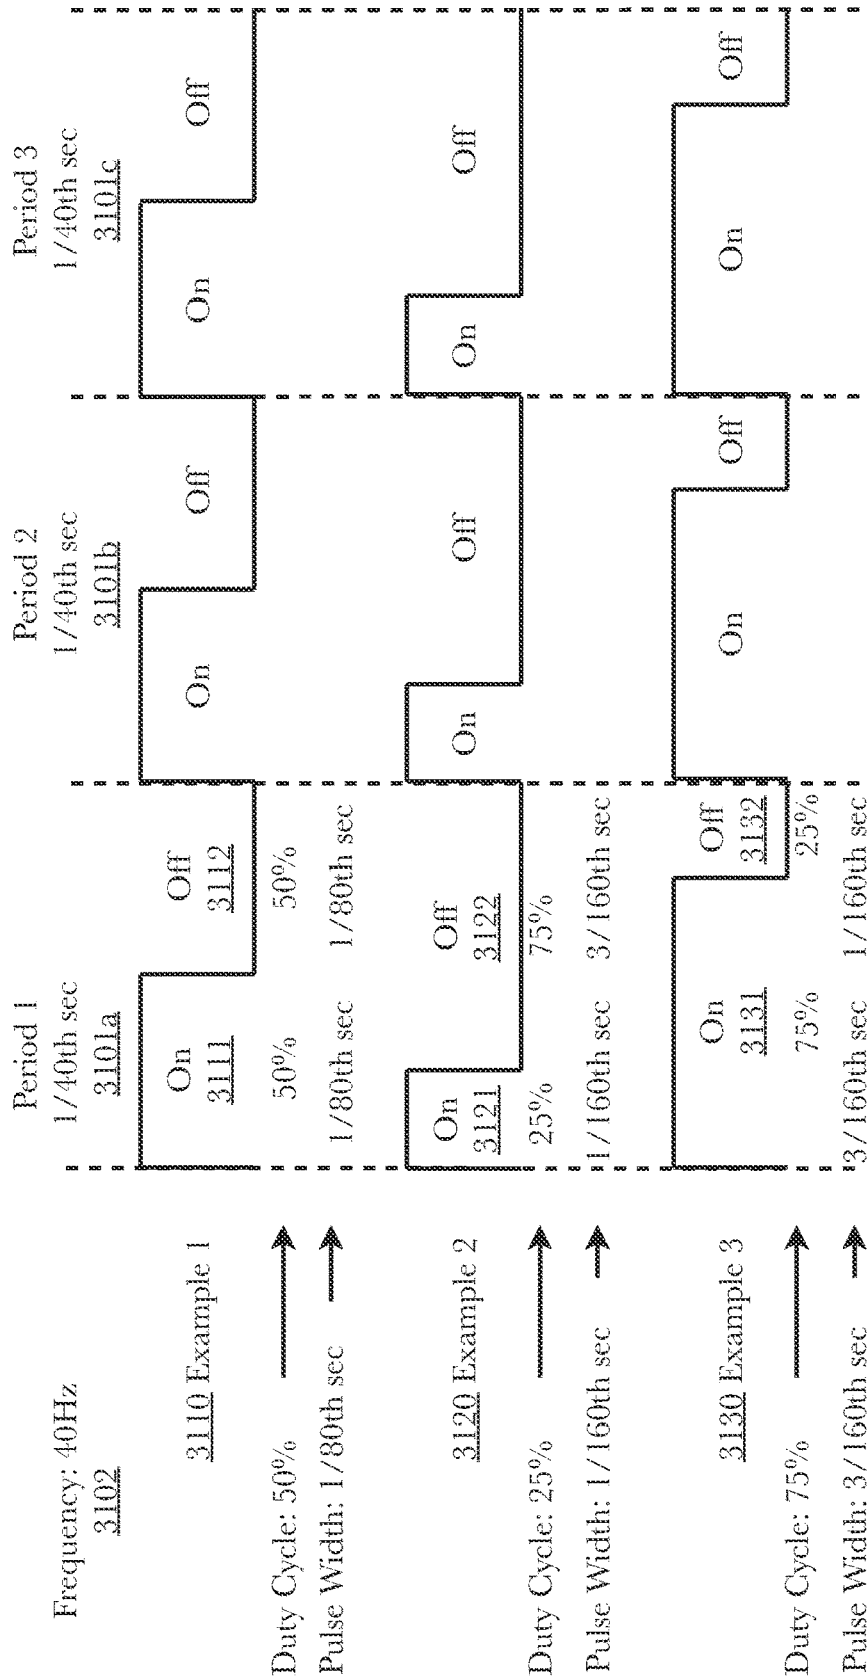 Period 1
1/40th sec
3101a
Period 2
1/40th sec
3101b
Period 3
1/40th sec
3101c
Frequency: 40Hz
3102
3110 Example 1
On
3111
Off
3112
On
Off
On
Off
Duty Cycle: 50%
50%
50%
Pulse Width: 1/80th sec
1/80th sec
1/80th sec
3120 Example 2
On
3121
Off
3122
On
Off
On
Off
Duty Cycle: 25%
25%
75%
Pulse Width: 1/160th sec
1/160th sec
3/160th sec
3130 Example 3
On
3131
Off
3132
On
Off
On
Off
Duty Cycle: 75%
75%
25%
Pulse Width: 3/160th sec
3/160th sec
1/160th sec